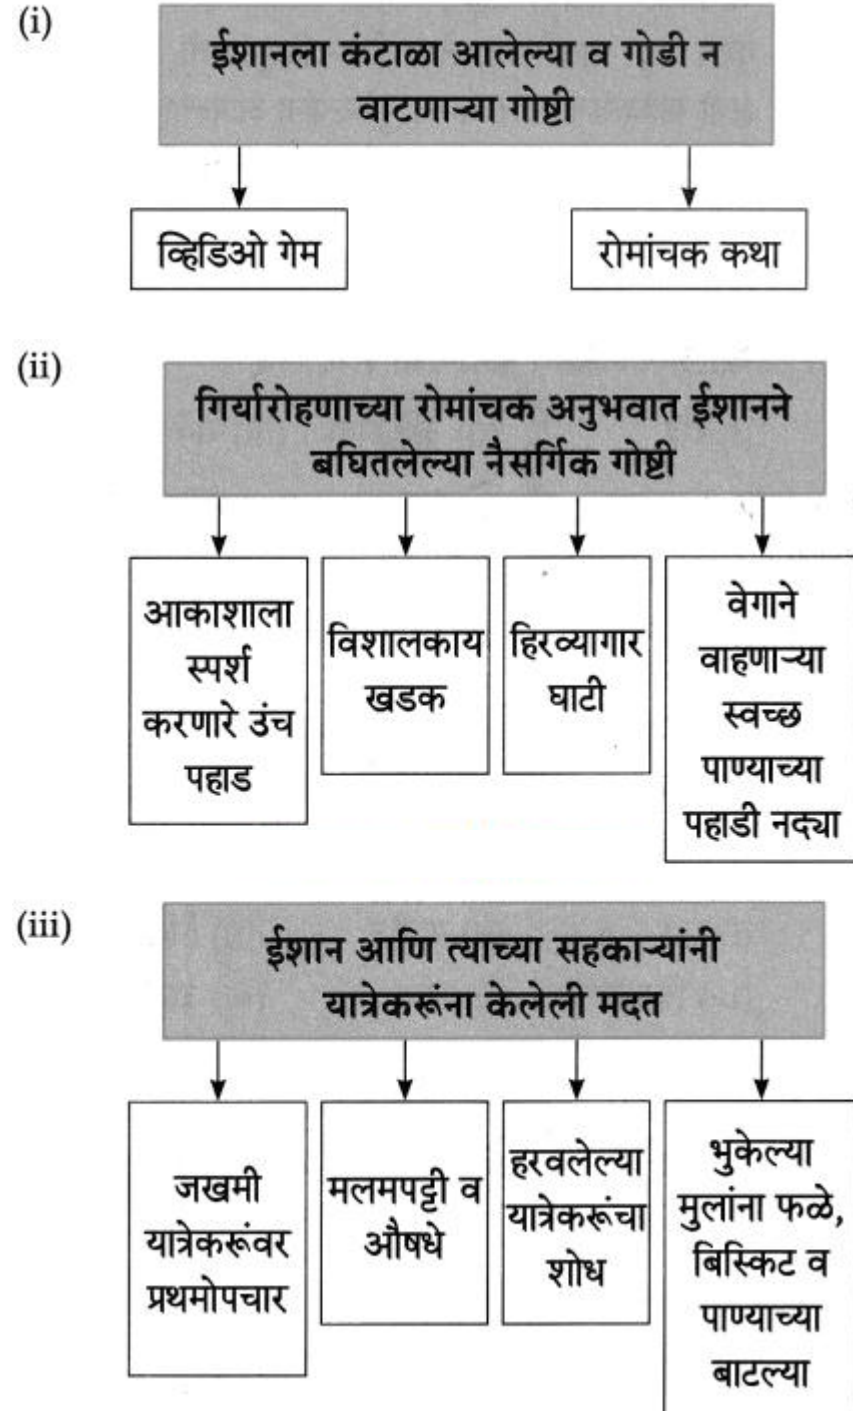 (i)
ईशानला कंटाळा आलेल्या व गोडी न
वाटणाऱ्या गोष्टी
व्हिडिओ गेम
रोमांचक कथा
(ii)
गिर्यारोहणाच्या रोमांचक अनुभवात ईशानने
बघितलेल्या नैसर्गिक गोष्टी
आकाशाला
स्पर्श
करणारे उंच
पहाड
विशालकाय
खडक
हिरव्यागार
घाटी
वेगाने
वाहणाऱ्या
स्वच्छ
पाण्याच्या
पहाडी नद्या
(iii)
ईशान आणि त्याच्या सहकाऱ्यांनी
यात्रेकरूंना केलेली मदत
जखमी
यात्रेकरूंवर
प्रथमोपचार
मलमपट्टी व
औषधे
हरवलेल्या
यात्रेकरूंचा
शोध
भुकेल्या
मुलांना फळे,
बिस्किट व
पाण्याच्या
बाटल्या